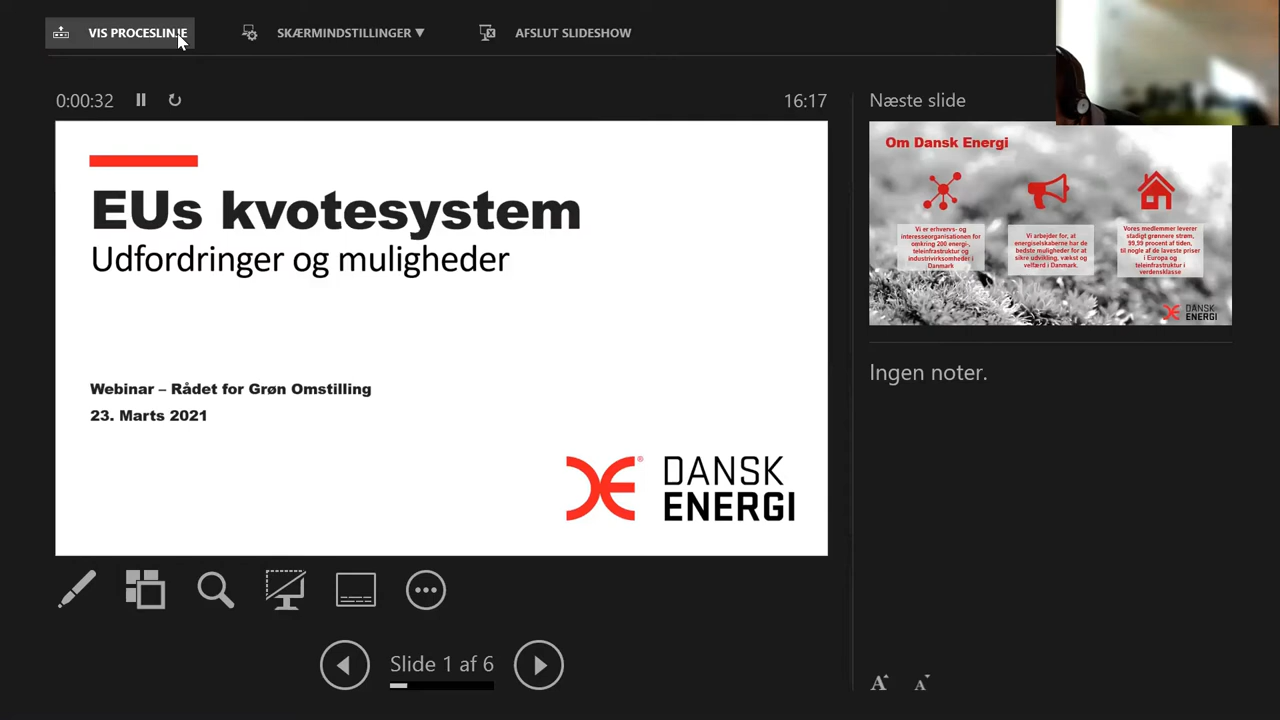 VIS PROCESLINJE
SKÆRMINDSTILLINGER ▼
AFSLUT SLIDESHOW
0:00:32
16:17
EUs kvotesystem
Udfordringer og muligheder
Webinar – Rådet for Grøn Omstilling
23. Marts 2021
DANSK
ENERGI
Slide 1 af 6
Næste slide
Om Dansk Energi
Vi er erhvervs- og
interesseorganisationen for
omkring 200 energi-,
teleinfrastruktur og
industrivirksomheder i
Danmark
Vi arbejder for, at
energiselskaberne har de
bedste muligheder for at
sikre udvikling, vækst og
velfærd i Danmark.
Vores medlemmer leverer
stadigt grønnere strøm,
99,99 procent af tiden,
til nogle af de laveste priser
i Europa og
teleinfrastruktur i
verdensklasse
DANSK
ENERGI
Ingen noter.
A A